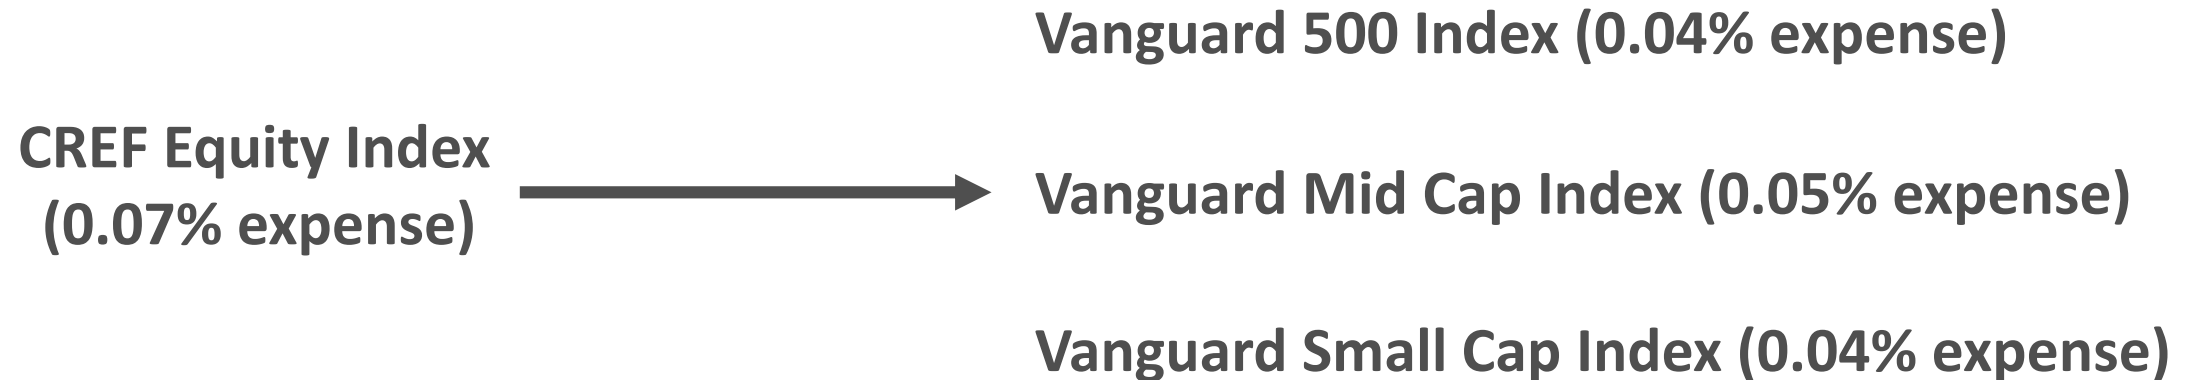 CREF Equity Index
(0.07% expense)
Vanguard 500 Index (0.04% expense)
Vanguard Mid Cap Index (0.05% expense)
Vanguard Small Cap Index (0.04% expense)